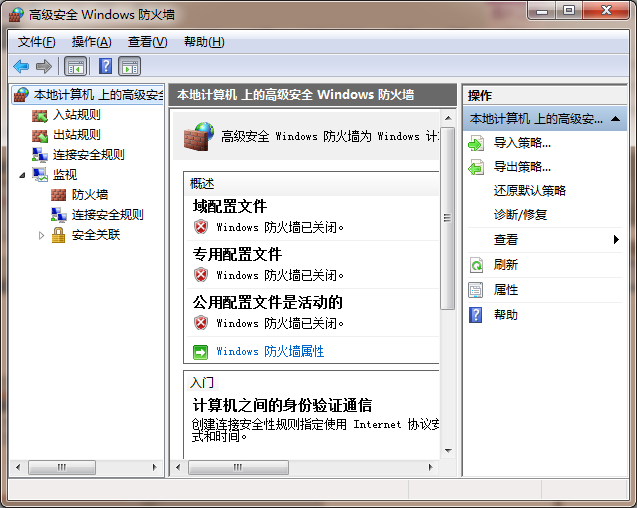 高级安全 Windows 防火墙
文件(F) 操作(A) 查看(V) 帮助(H)
本地计算机 上的高级安全
入站规则
出站规则
连接安全规则
监视
防火墙
连接安全规则
安全关联
本地计算机 上的高级安全 Windows 防火墙
高级安全 Windows 防火墙为 Windows 计
概述
域配置文件
Windows 防火墙已关闭。
专用配置文件
Windows 防火墙已关闭。
公用配置文件是活动的
Windows 防火墙已关闭。
Windows 防火墙属性
入门
计算机之间的身份验证通信
创建连接安全性规则指定使用 Internet 协议安
式和时间。
操作
本地计算机 上的高级安...
导入策略...
导出策略...
还原默认策略
诊断/修复
查看
刷新
属性
帮助